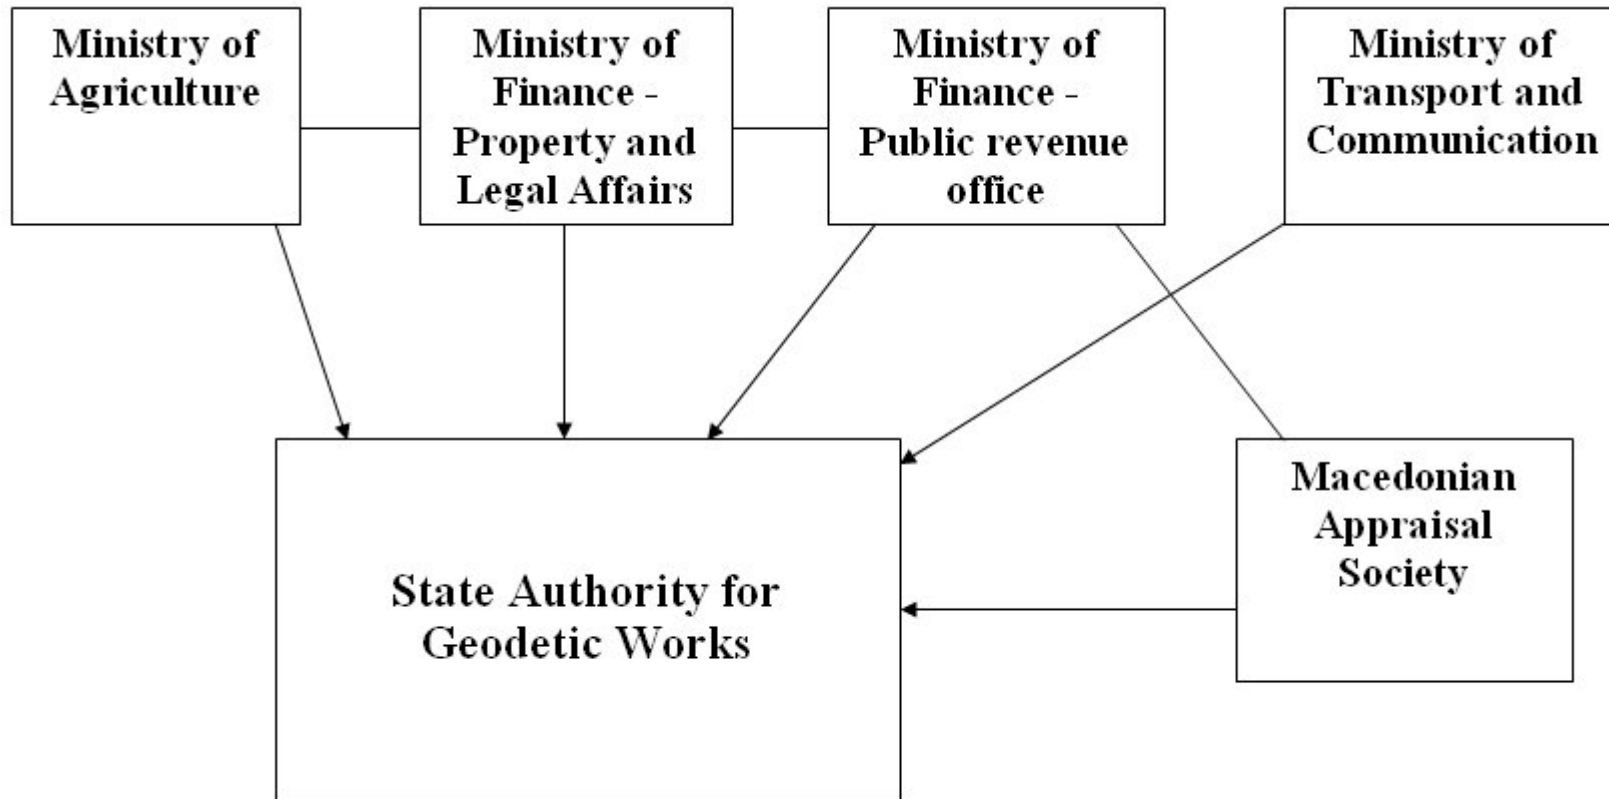 Ministry of
Agriculture
Ministry of
Finance -
Property and
Legal Affairs
Ministry of
Finance -
Public revenue
office
Ministry of
Transport and
Communication
State Authority for
Geodetic Works
Macedonian
Appraisal
Society